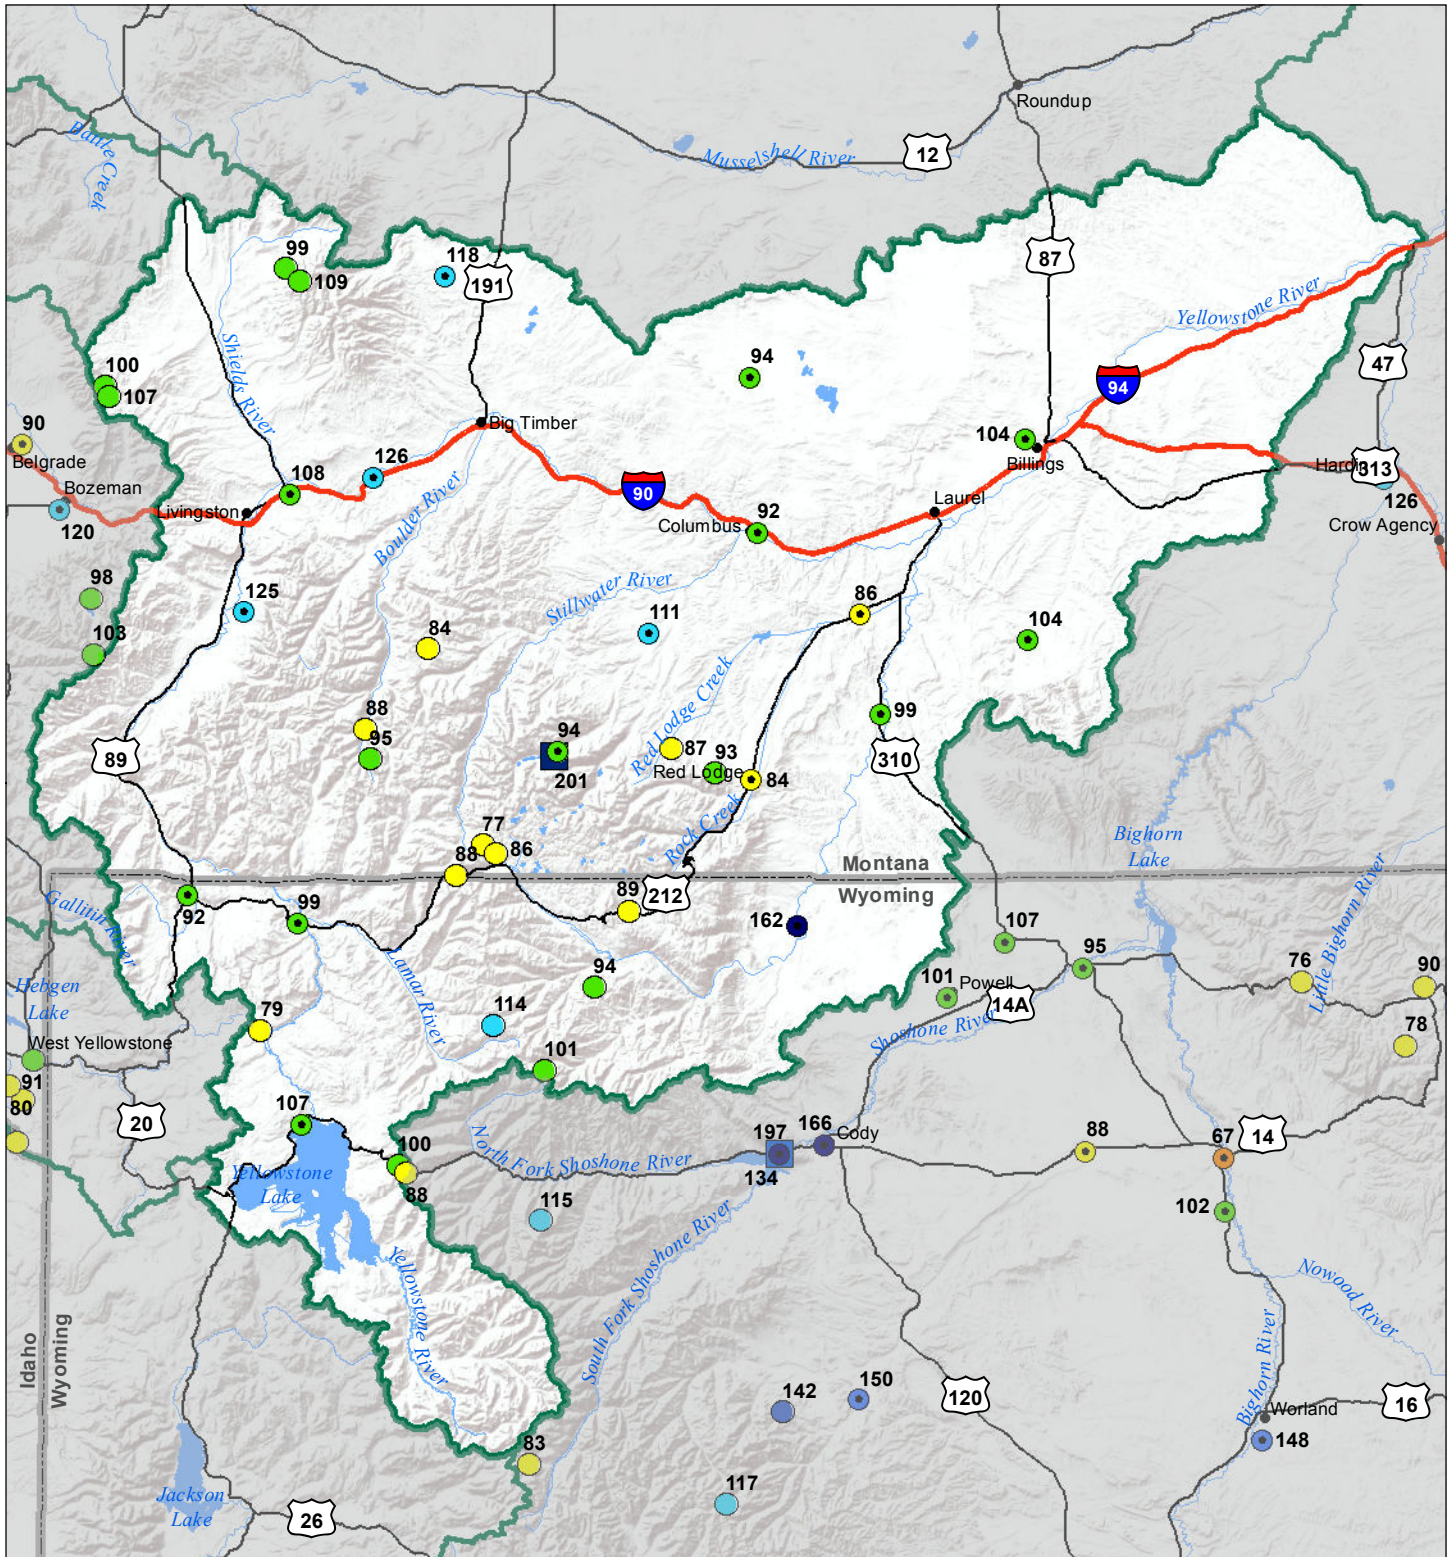 Roundup
Battle
Creek
Musselshell River
12
99
109
118
191
87
Yellowstone River
47
Shields River
100
107
94
94
90
Belgrade
Big Timber
104
Billings
313
126
Bozeman
120
108
126
90
Livingston
Laurel
Columbus
92
Crow Agency
Boulder River
98
Stillwater River
125
86
103
84
111
104
Red Lodge Creek
88
95
94
201
87
93
Red Lodge
84
99
310
89
77
86
88
Rock Creek
Bighorn
Lake
Montana
Wyoming
Little Bighorn River
92
99
89
212
162
107
95
76
90
Lamar River
94
101
Powell
14A
Hebgen
Lake
79
114
Shoshone River
78
West Yellowstone
101
91
80
20
107
100
88
North Fork Shoshone River
197
134
166
Cody
88
67
14
Yellowstone
Lake
115
102
South Fork Shoshone River
Yellowstone River
Nowood River
Idaho
Wyoming
142
150
120
Bighorn River
16
Worland
148
83
117
Jackson
Lake
26